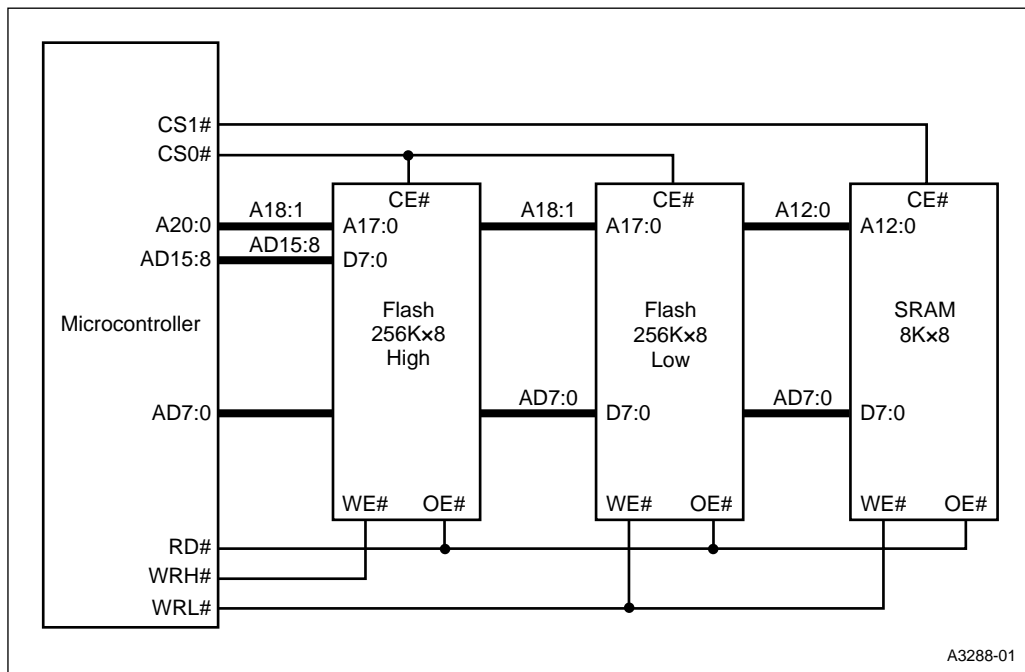 CS1#
CS0#
CE#
CE#
CE#
A20:0
A18:1
A17:0
A18:1
A17:0
A12:0
A12:0
AD15:8
AD15:8
D7:0
Microcontroller
Flash
256K×8
High
Flash
256K×8
Low
SRAM
8K×8
AD7:0
AD7:0
D7:0
AD7:0
D7:0
WE#
OE#
WE#
OE#
WE#
OE#
RD#
WRH#
WRL#
A3288-01